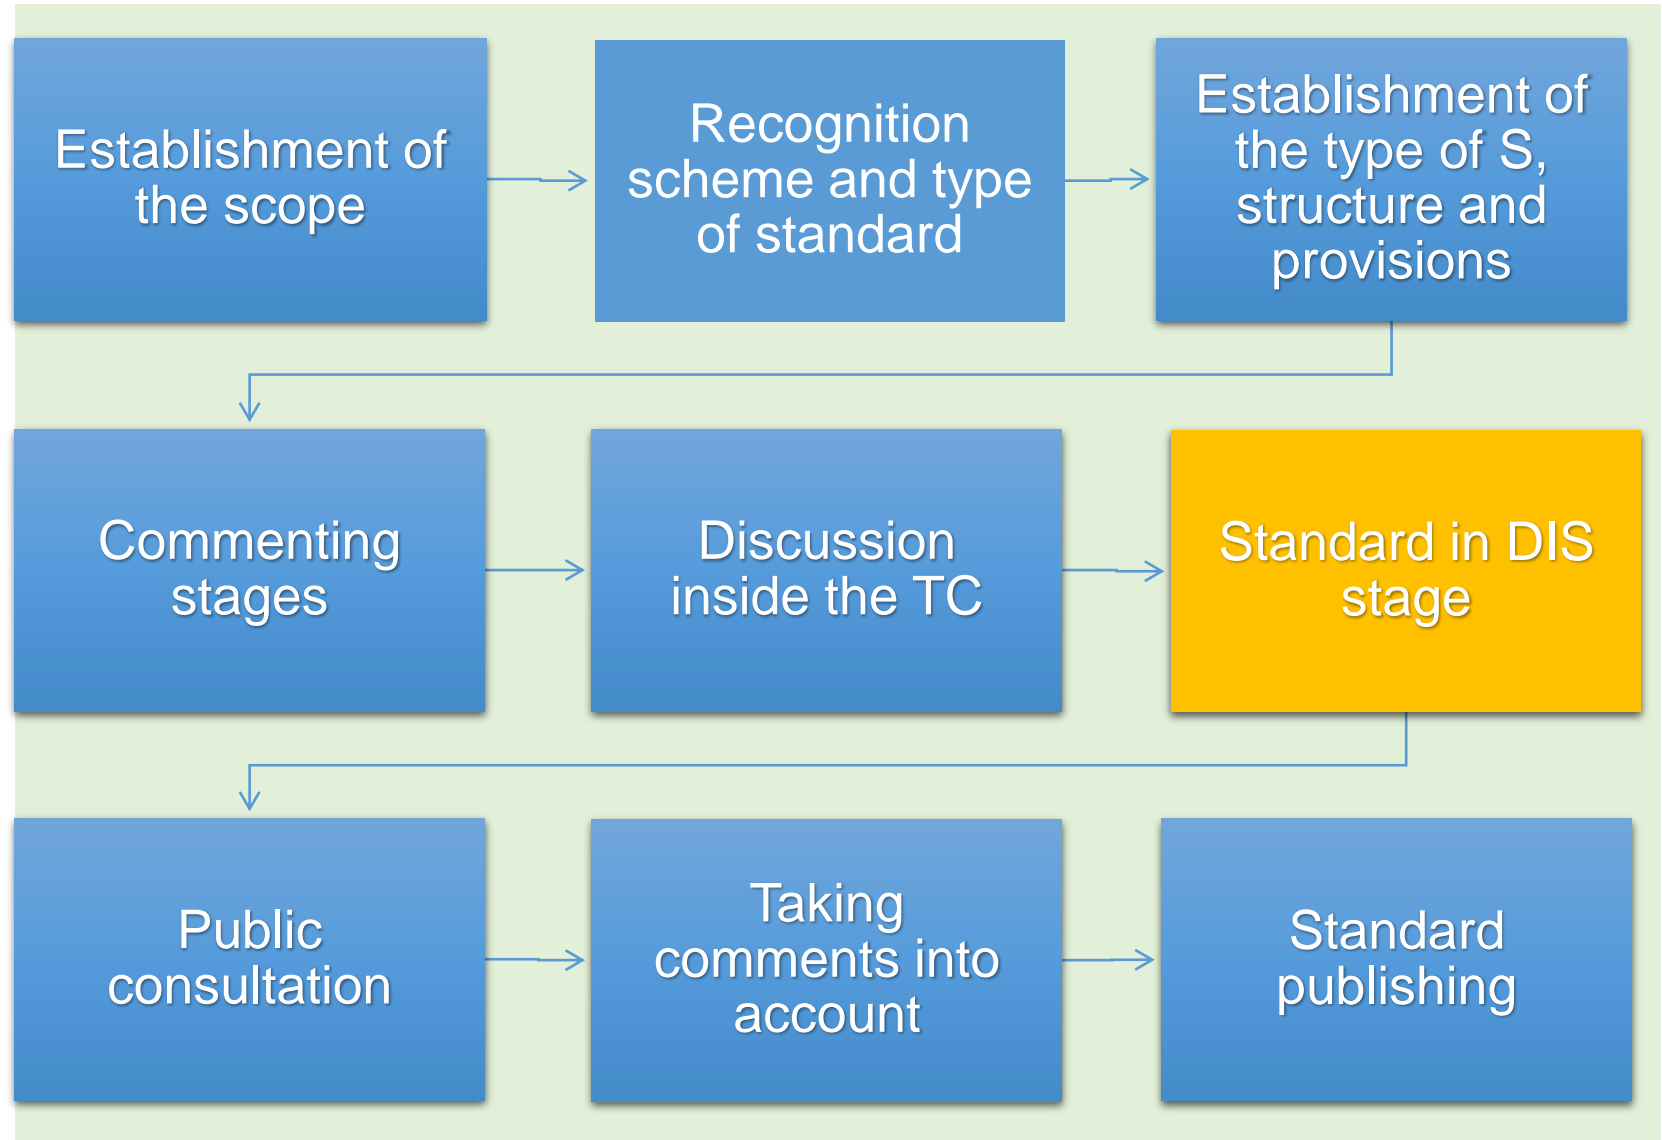 Establishment of
the scope
Recognition
scheme and type
of standard
Establishment of
the type of S,
structure and
provisions
Commenting
stages
Discussion
inside the TC
Standard in DIS
stage
Public
consultation
Taking
comments into
account
Standard
publishing